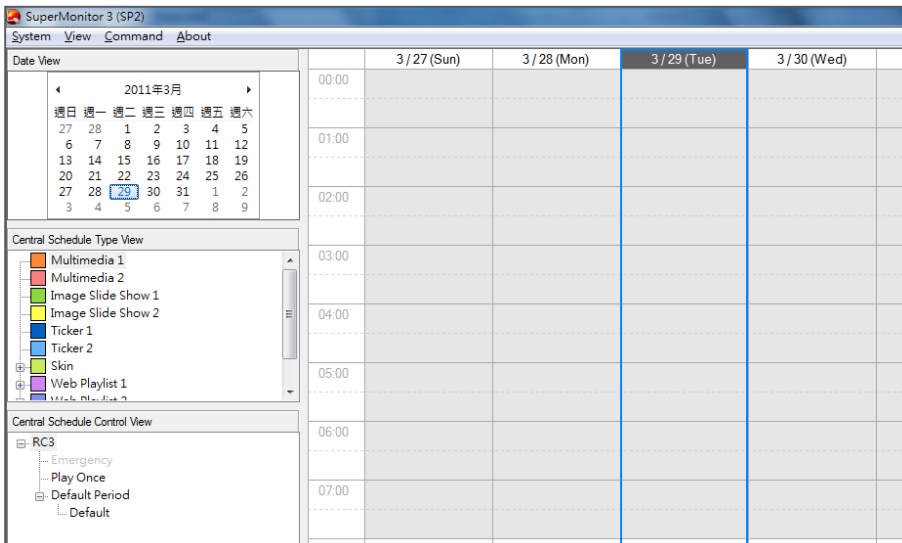 SuperMonitor 3 (SP2)
System View Command About
Date View
2011年3月
週日 週一 週二 週三 週四 週五 週六
27 28 1 2 3 4 5
6 7 8 9 10 11 12
13 14 15 16 17 18 19
20 21 22 23 24 25 26
27 28 29 30 31 1 2
3 4 5 6 7 8 9
Central Schedule Type View
Multimedia 1
Multimedia 2
Image Slide Show 1
Image Slide Show 2
Ticker 1
Ticker 2
Skin
Web Playlist 1
Web Playlist 2
Central Schedule Control View
RC3
Emergency
Play Once
Default Period
Default
3 / 27 (Sun) 3 / 28 (Mon) 3 / 29 (Tue) 3 / 30 (Wed)
00:00
01:00
02:00
03:00
04:00
05:00
06:00
07:00